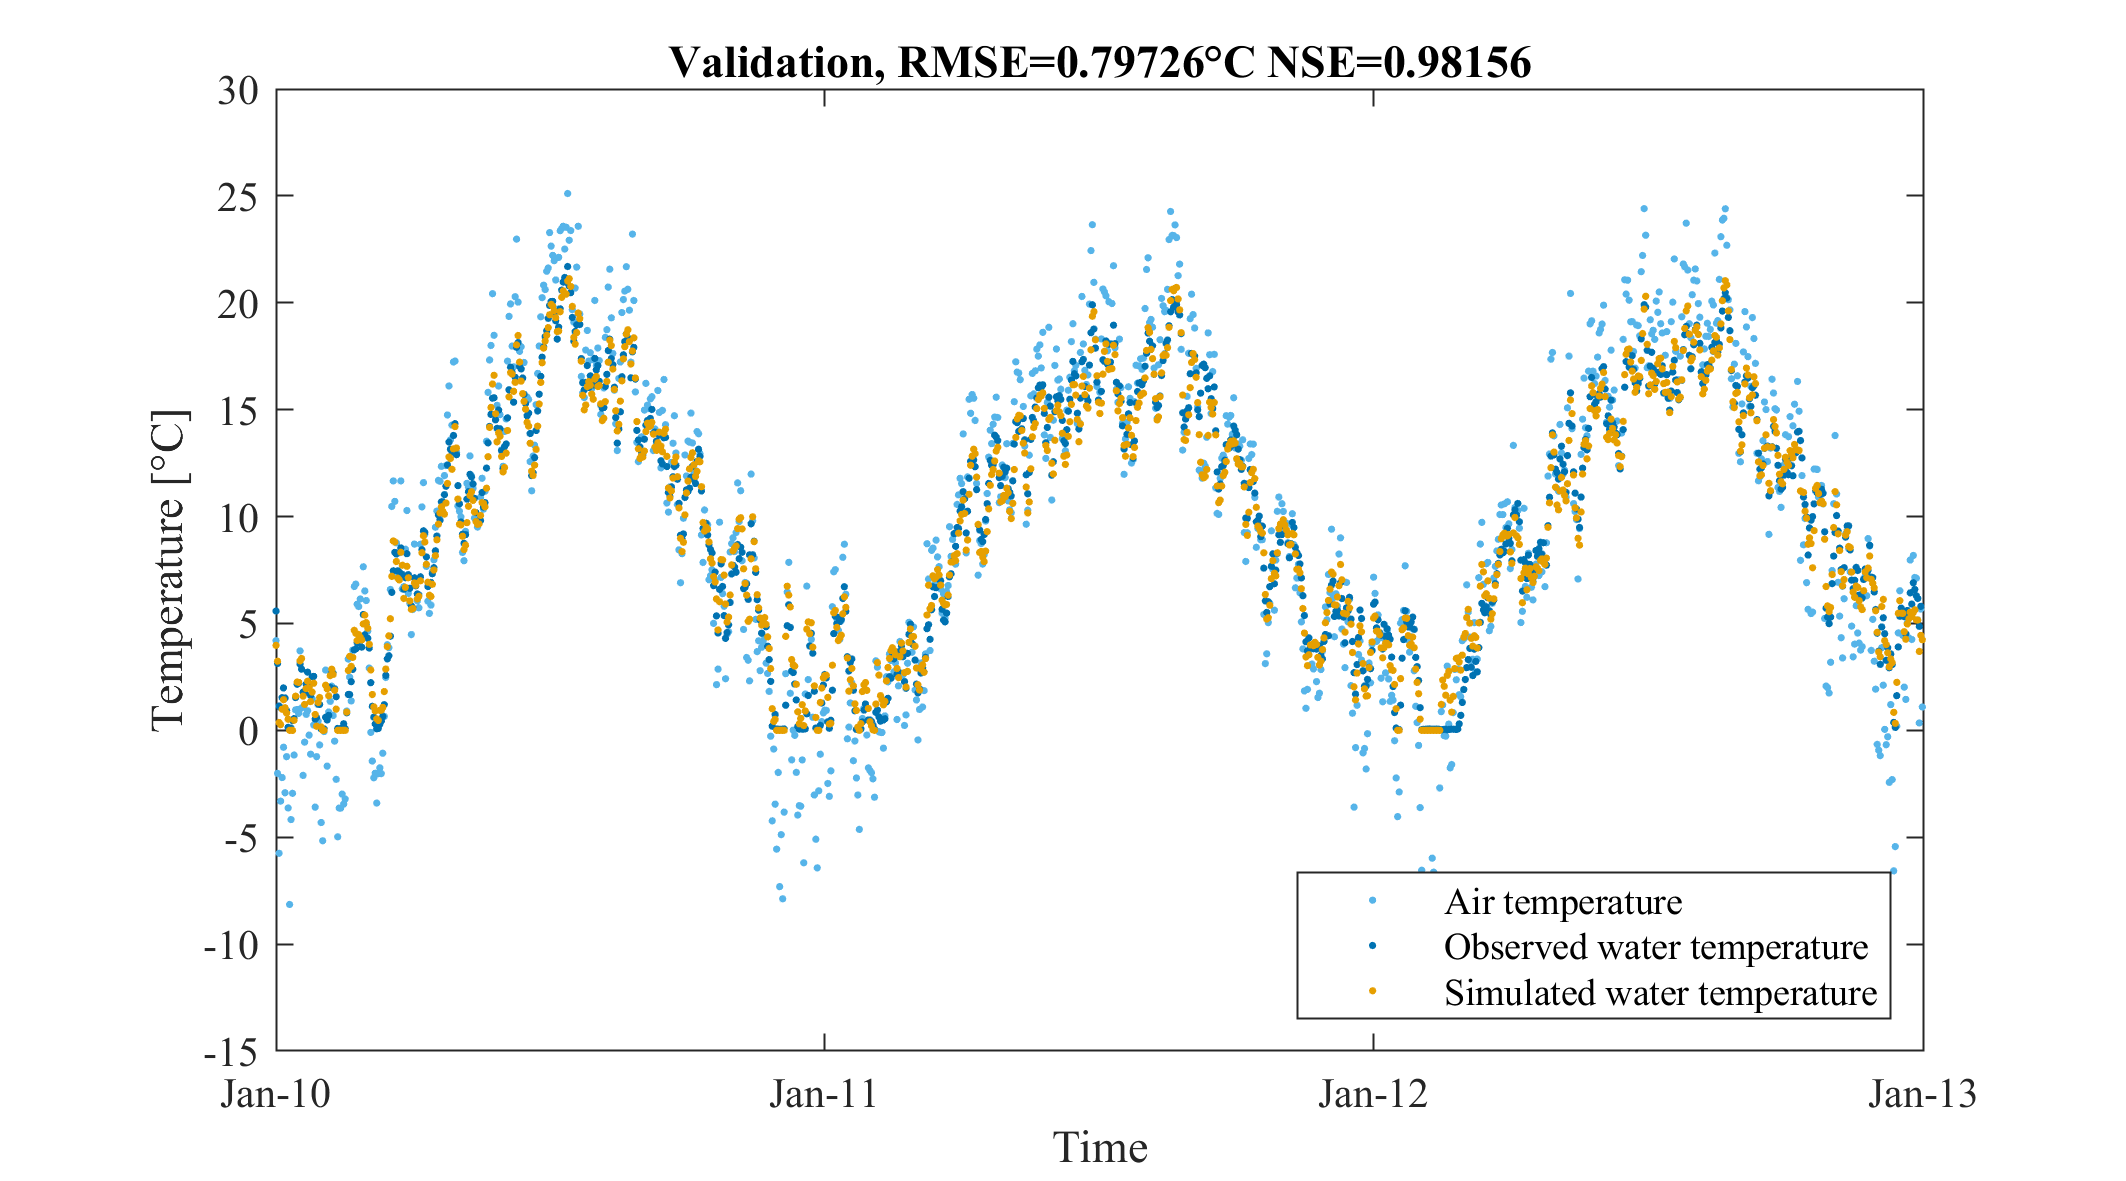 Validation, RMSE=0.79726°C NSE=0.98156
30
25
20
15
10
5
0
-5
-10
-15
Temperature [°C]
Air temperature
Observed water temperature
Simulated water temperature
Jan-10 Jan-11 Jan-12 Jan-13
Time